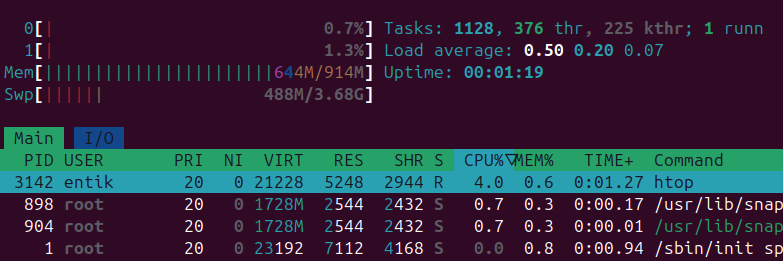 0[| 0.7%] Tasks: 1128, 376 thr, 225 kthr; 1 runn
1[| 1.3%] Load average: 0.50 0.20 0.07
Mem[||||||||||||||||||||||644M/914M] Uptime: 00:01:19
Swp[|||||| 488M/3.68G]
Main I/O
PID USER PRI NI VIRT RES SHR S CPU%▽MEM% TIME+ Command
3142 entik 20 0 21228 5248 2944 R 4.0 0.6 0:01.27 htop
898 root 20 0 1728M 2544 2432 S 0.7 0.3 0:00.17 /usr/lib/snap
904 root 20 0 1728M 2544 2432 S 0.7 0.3 0:00.01 /usr/lib/snap
1 root 20 0 23192 7112 4168 S 0.0 0.8 0:00.94 /sbin/init sp